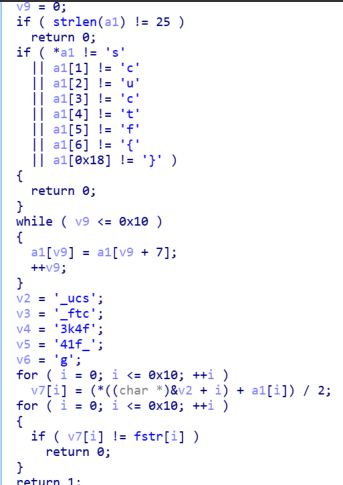 v9 = 0;
if ( strlen(a1) != 25 )
return 0;
if ( *a1 != 's'
|| a1[1] != 'c'
|| a1[2] != 'u'
|| a1[3] != 'c'
|| a1[4] != 't'
|| a1[5] != 'f'
|| a1[6] != '{'
|| a1[0x18] != '}' )
{
return 0;
}
while ( v9 <= 0x10 )
{
a1[v9] = a1[v9 + 7];
++v9;
}
v2 = '_ucs';
v3 = '_ftc';
v4 = '3k4f';
v5 = '41f_';
v6 = 'g';
for ( i = 0; i <= 0x10; ++i )
v7[i] = (*((char *)&v2 + i) + a1[i]) / 2;
for ( i = 0; i <= 0x10; ++i )
{
if ( v7[i] != fstr[i] )
return 0;
}
return 1;